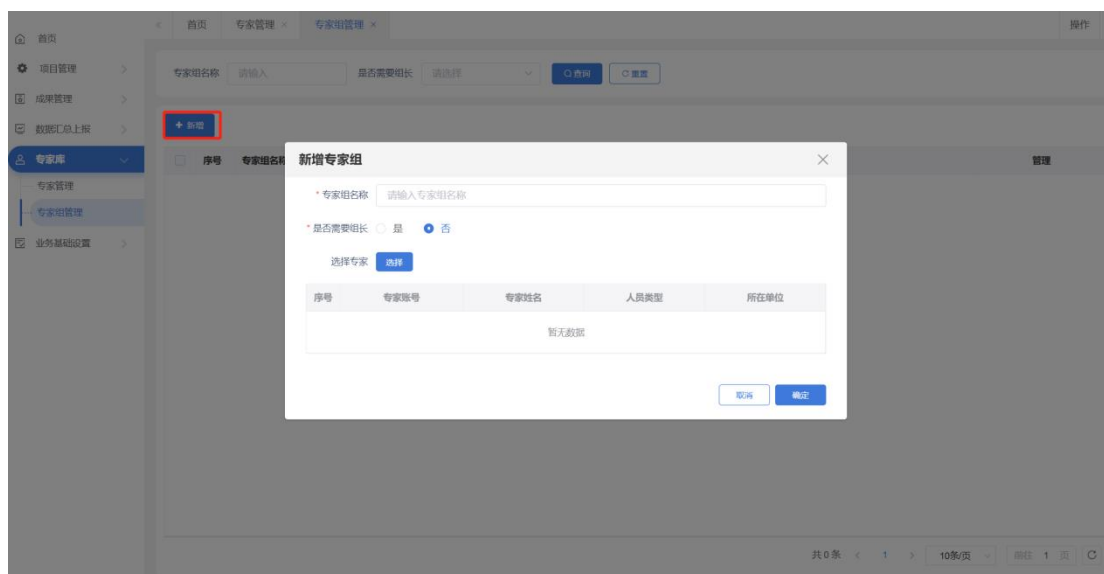 首页 专家管理 × 专家组管理 × 操作
首页
项目管理
成果管理
数据汇总上报
专家库
专家管理
专家组管理
业务基础设置
专家组名称 请输入 是否需要组长 请选择 查询 重置
+ 新增
序号 专家组名称 管理
新增专家组
* 专家组名称 请输入专家组名称
* 是否需要组长 是 否
选择专家 选择
序号 专家账号 专家姓名 人员类型 所在单位
暂无数据
取消 确定
共 0 条 < 1 > 10条/页 前往 1 页